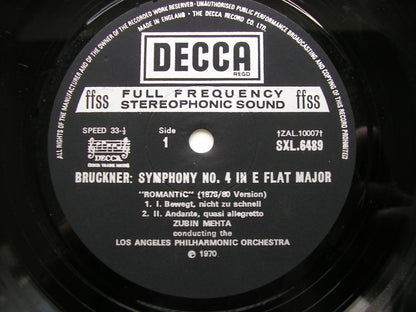 ALL RIGHTS OF THE MANUFACTURER AND OF THE OWNER OF THE RECORDED WORK RESERVED · UNAUTHORISED PUBLIC PERFORMANCE BROADCASTING AND COPYING OF THIS RECORD PROHIBITED
MADE IN ENGLAND · THE DECCA RECORD CO. LTD.
DECCA
REGD
ffss FULL FREQUENCY ffss
STEREOPHONIC SOUND
SPEED 33-⅓ Side †ZAL.10007†
1 SXL.6489
DECCA
BRUCKNER: SYMPHONY NO. 4 IN E FLAT MAJOR
"ROMANTIC" (1878/80 Version)
1. I. Bewegt, nicht zu schnell
2. II. Andante, quasi allegretto
ZUBIN MEHTA
conducting the
LOS ANGELES PHILHARMONIC ORCHESTRA
℗ 1970